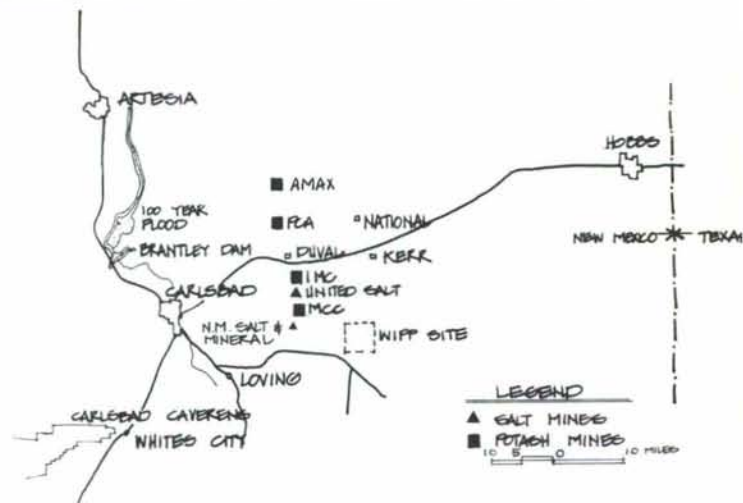 ARTESIA
HOBBS
AMAX
100 YEAR
FLOOD
PCA
NATIONAL
NEW MEXICO
TEXAS
BRANTLEY DAM
DUVAL
KERR
IMC
CARLSBAD
UNITED SALT
MCC
N.M. SALT &
MINERAL
WIPP SITE
LOVING
LEGEND
CARLSBAD CAVERENS
WHITES CITY
SALT MINES
POTASH MINES
10 5 0 10 MILES